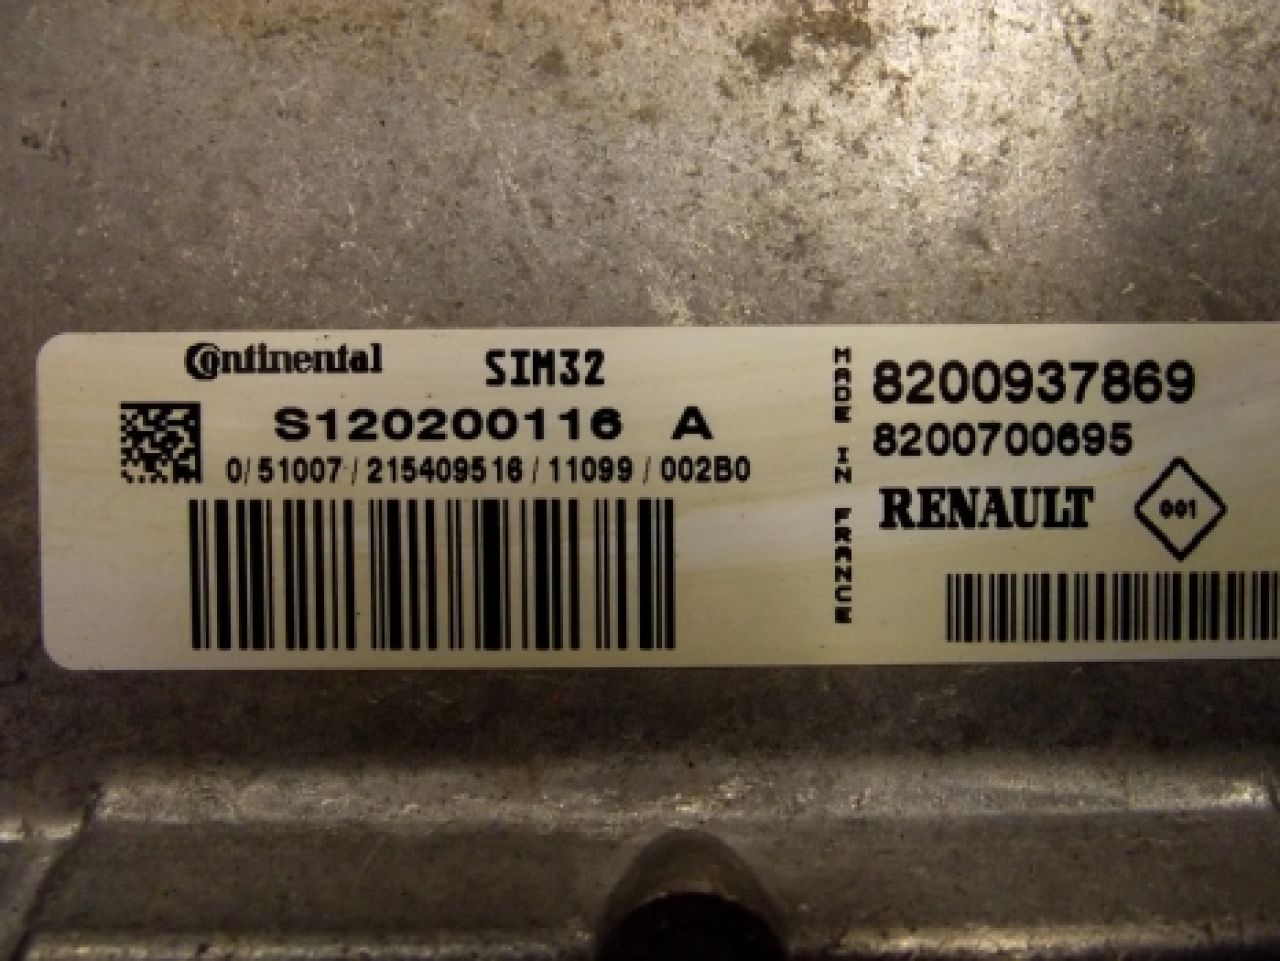 Continental SIM32
S120200116 A
0/51007/215409516/11099/002B0
MADE IN FRANCE
8200937869
8200700695
RENAULT 001